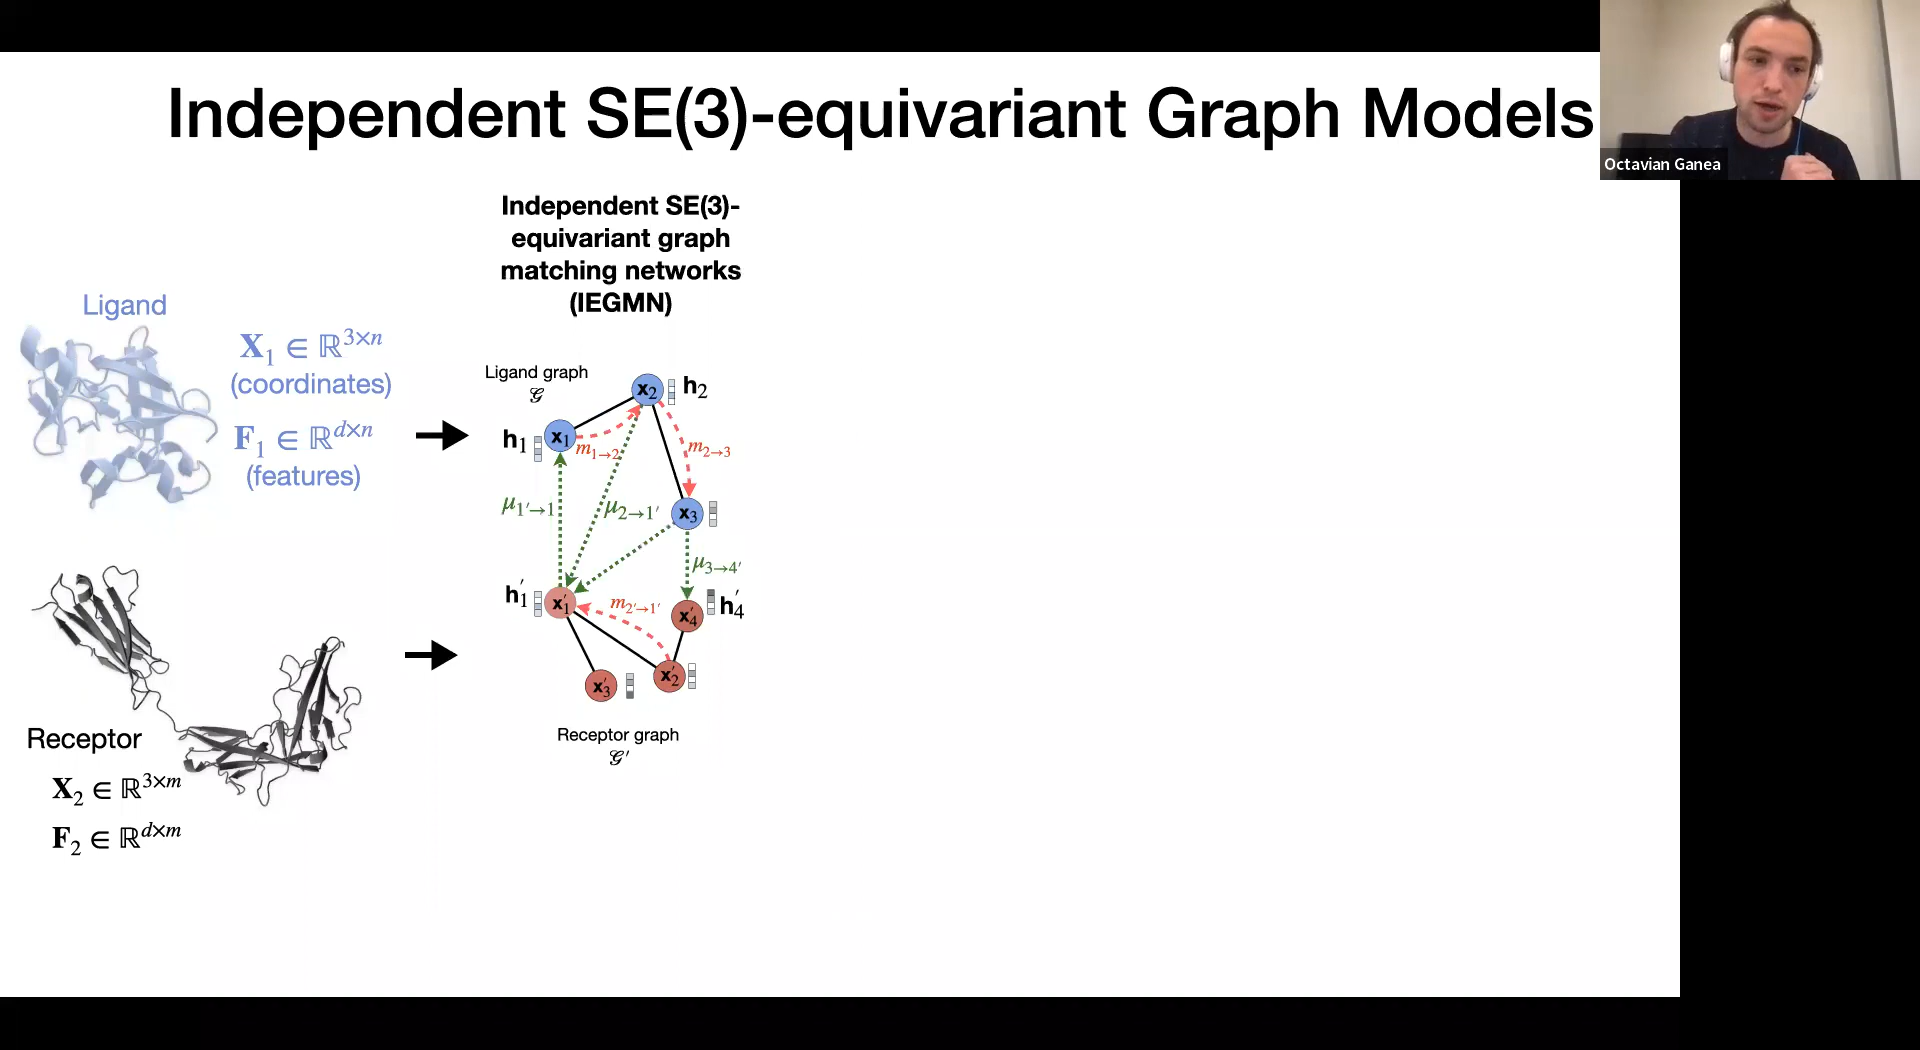 Independent SE(3)-equivariant Graph Models
Octavian Ganea
Independent SE(3)-
equivariant graph
matching networks
(IEGMN)
Ligand
X₁ ∈ ℝ³ˣⁿ
(coordinates)
F₁ ∈ ℝᵈˣⁿ
(features)
Ligand graph
𝒢
x₂
h₂
h₁
x₁
m₁→₂
m₂→₃
μ₁′→₁
μ₂→₁′
x₃
μ₃→₄′
h′₁
x′₁
m₂′→₁′
x′₄
h′₄
x′₃
x′₂
Receptor graph
𝒢′
Receptor
X₂ ∈ ℝ³ˣᵐ
F₂ ∈ ℝᵈˣᵐ